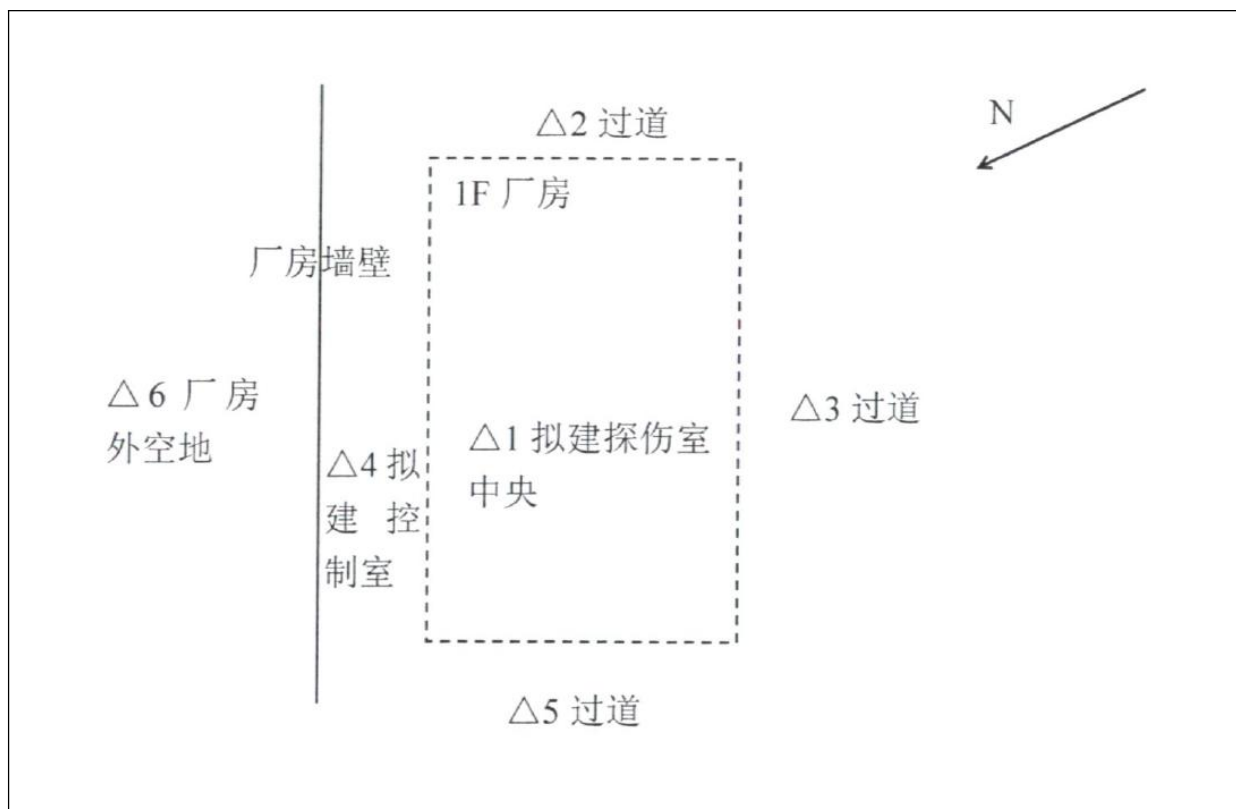 △2 过道
N
1F 厂房
厂房墙壁
△6 厂房
外空地
△3 过道
△1 拟建探伤室
中央
△4 拟
建 控
制室
△5 过道